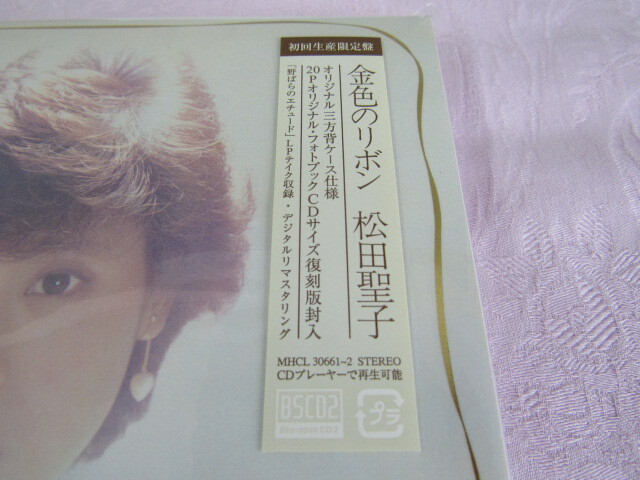 初回生産限定盤
金色のリボン 松田聖子
オリジナル三方背ケース仕様
20Pオリジナル・フォトブックCDサイズ復刻版封入
「野ばらのエチュード」LPテイク収録・デジタルリマスタリング
MHCL 30661~2 STEREO
CDプレーヤーで再生可能
BSCD2
Blu-spec CD 2
プラ